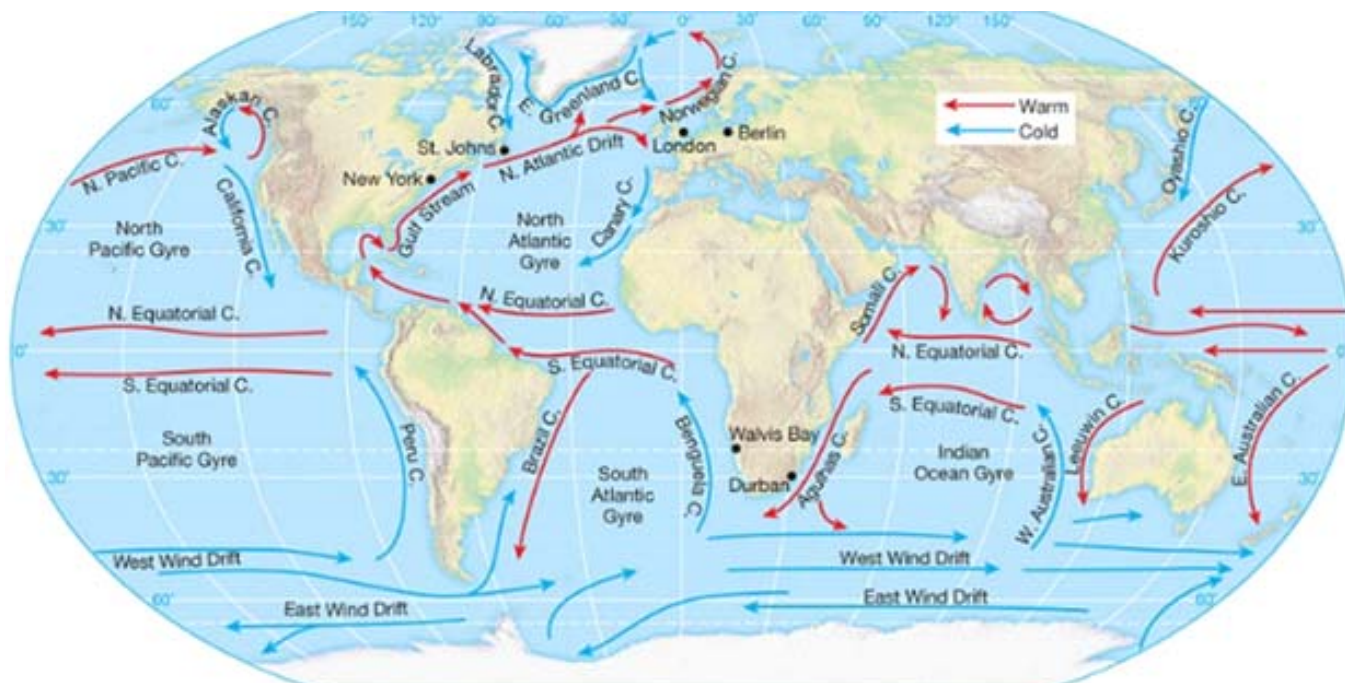 150° 120° 90° 60° 30° 0° 30° 60° 90° 120° 150°
60°
Alaskan C.
Labrador C.
E. Greenland C.
Norwegian C.
Warm
Cold
Oyashio C.
London
Berlin
St. Johns
N. Atlantic Drift
N. Pacific C.
New York
Gulf Stream
California C.
Canary C.
Kuroshio C.
30°
30°
North
Pacific Gyre
North
Atlantic
Gyre
Somali C.
N. Equatorial C.
N. Equatorial C.
N. Equatorial C.
0°
0
S. Equatorial C.
S. Equatorial C.
S. Equatorial C.
Peru C.
Brazil C.
Benguela C.
Agulhas C.
W. Australian C.
Leeuwin C.
E. Australian C.
South
Pacific Gyre
South
Atlantic
Gyre
Walvis Bay
Durban
Indian
Ocean Gyre
30°
30°
West Wind Drift
West Wind Drift
East Wind Drift
East Wind Drift
60°
60°